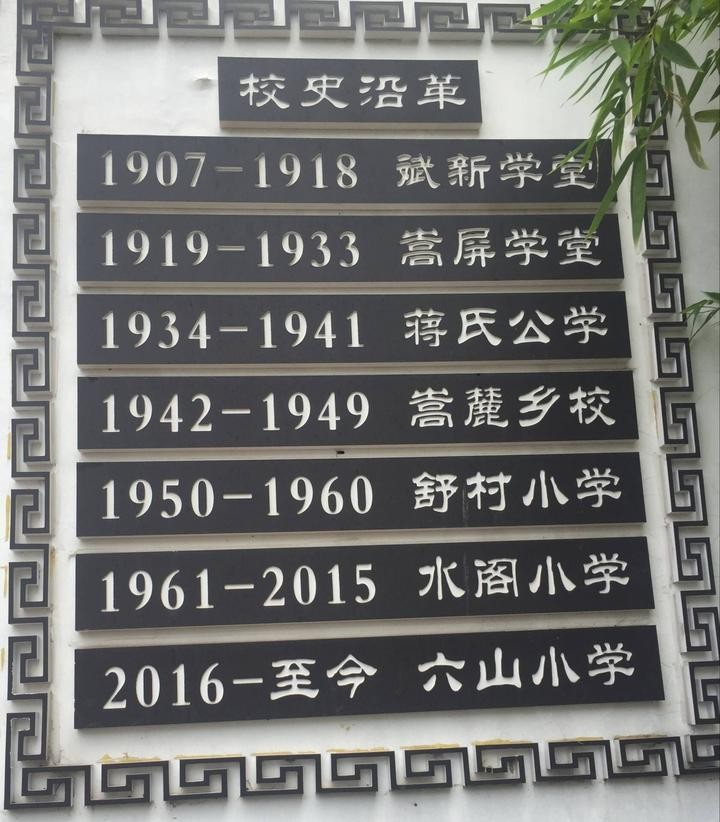 校史沿革
1907-1918 斌新学堂
1919-1933 嵩屏学堂
1934-1941 蒋氏公学
1942-1949 嵩麓乡校
1950-1960 舒村小学
1961-2015 水阁小学
2016-至今 六山小学